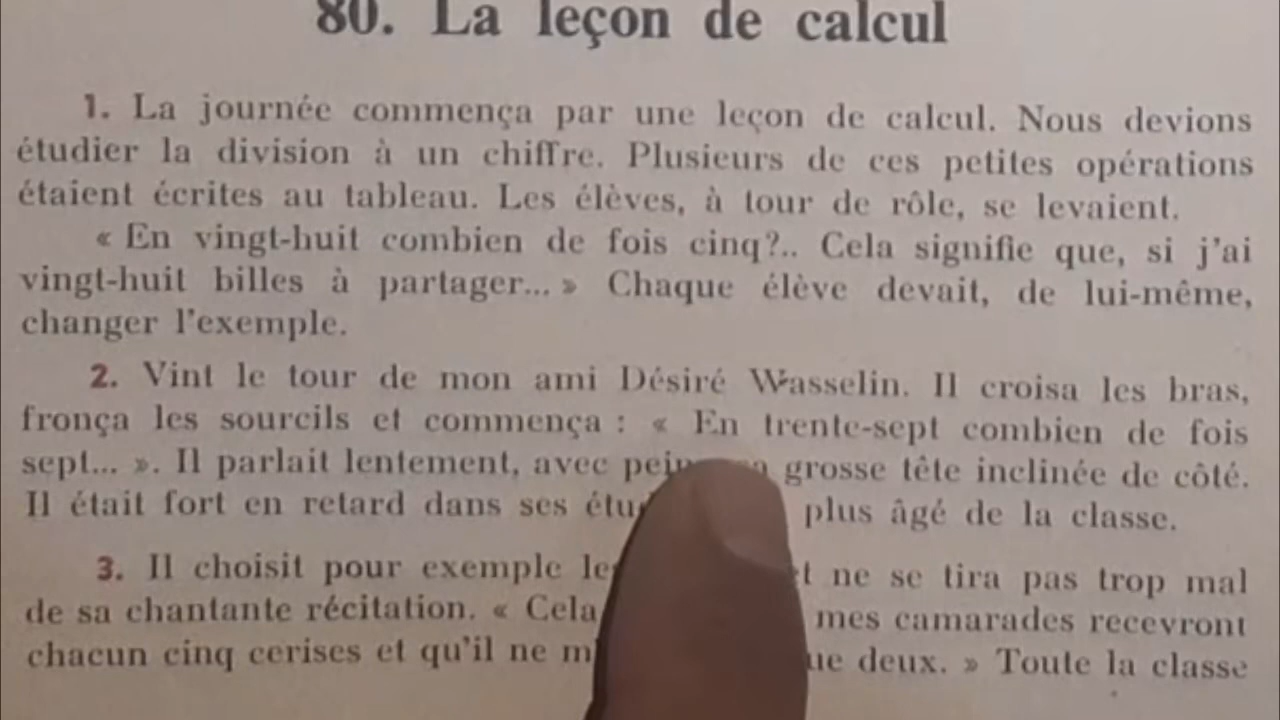 80. La leçon de calcul
1. La journée commença par une leçon de calcul. Nous devions
étudier la division à un chiffre. Plusieurs de ces petites opérations
étaient écrites au tableau. Les élèves, à tour de rôle, se levaient.
« En vingt-huit combien de fois cinq?.. Cela signifie que, si j'ai
vingt-huit billes à partager... » Chaque élève devait, de lui-même,
changer l'exemple.
2. Vint le tour de mon ami Désiré Wasselin. Il croisa les bras,
fronça les sourcils et commença : « En trente-sept combien de fois
sept... ». Il parlait lentement, avec grosse tête inclinée de côté.
Il était fort en retard dans ses plus âgé de la classe.
3. Il choisit pour exemple ne se tira pas trop mal
de sa chantante récitation. « Cela mes camarades recevront
chacun cinq cerises et qu'il ne deux. » Toute la classe